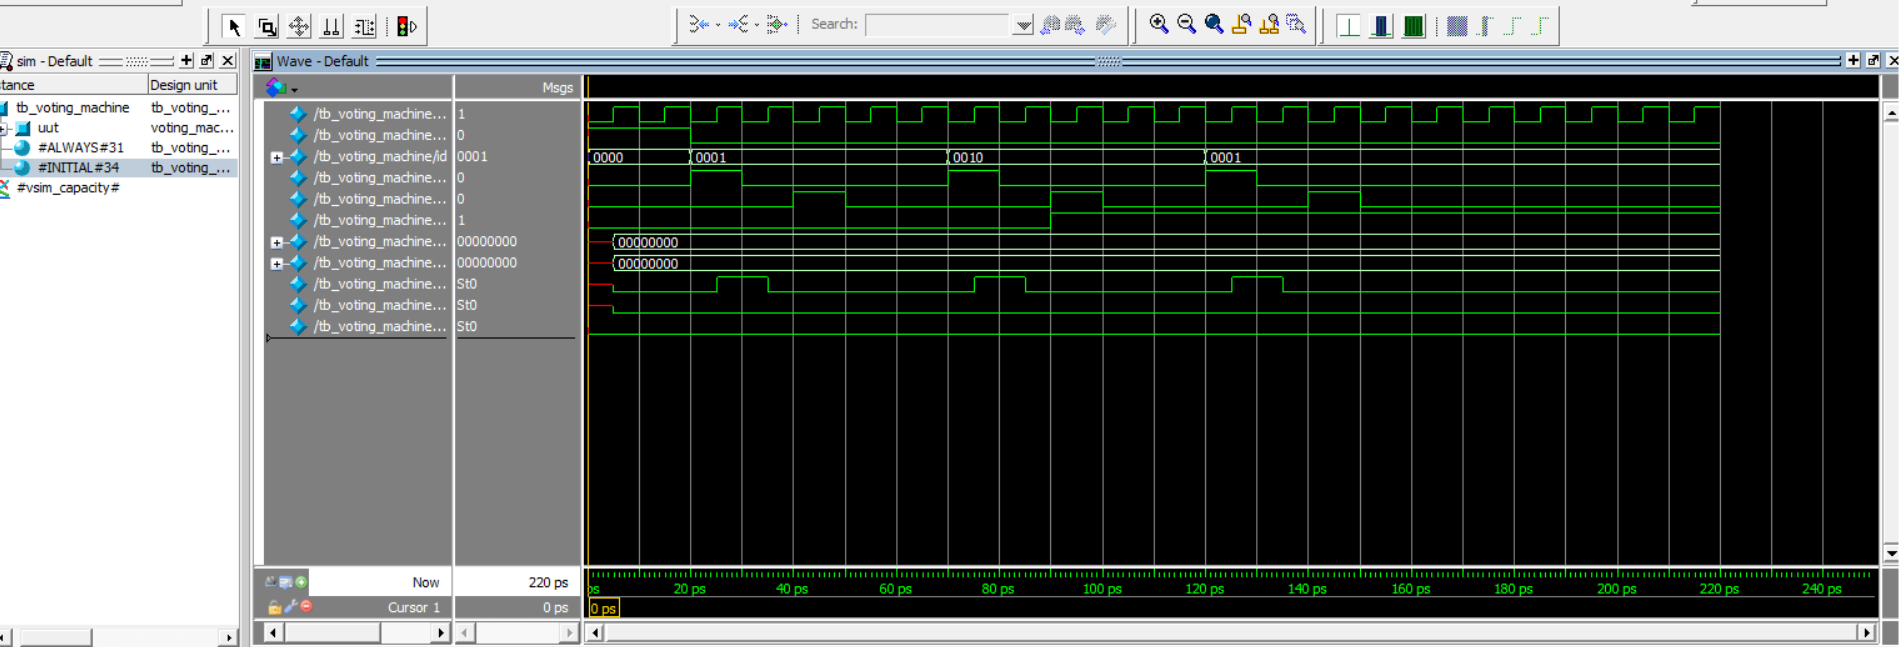 Search:
sim - Default
Wave - Default
stance Design unit
Msgs
tb_voting_machine tb_voting_...
uut voting_mac...
#ALWAYS#31 tb_voting_...
#INITIAL#34 tb_voting_...
#vsim_capacity#
/tb_voting_machine... 1
/tb_voting_machine... 0
/tb_voting_machine/id 0001 0000 0001 0010 0001
/tb_voting_machine... 0
/tb_voting_machine... 0
/tb_voting_machine... 1
/tb_voting_machine... 00000000 00000000
/tb_voting_machine... 00000000 00000000
/tb_voting_machine... St0
/tb_voting_machine... St0
/tb_voting_machine... St0
Now 220 ps ps 20 ps 40 ps 60 ps 80 ps 100 ps 120 ps 140 ps 160 ps 180 ps 200 ps 220 ps 240 ps
Cursor 1 0 ps 0 ps